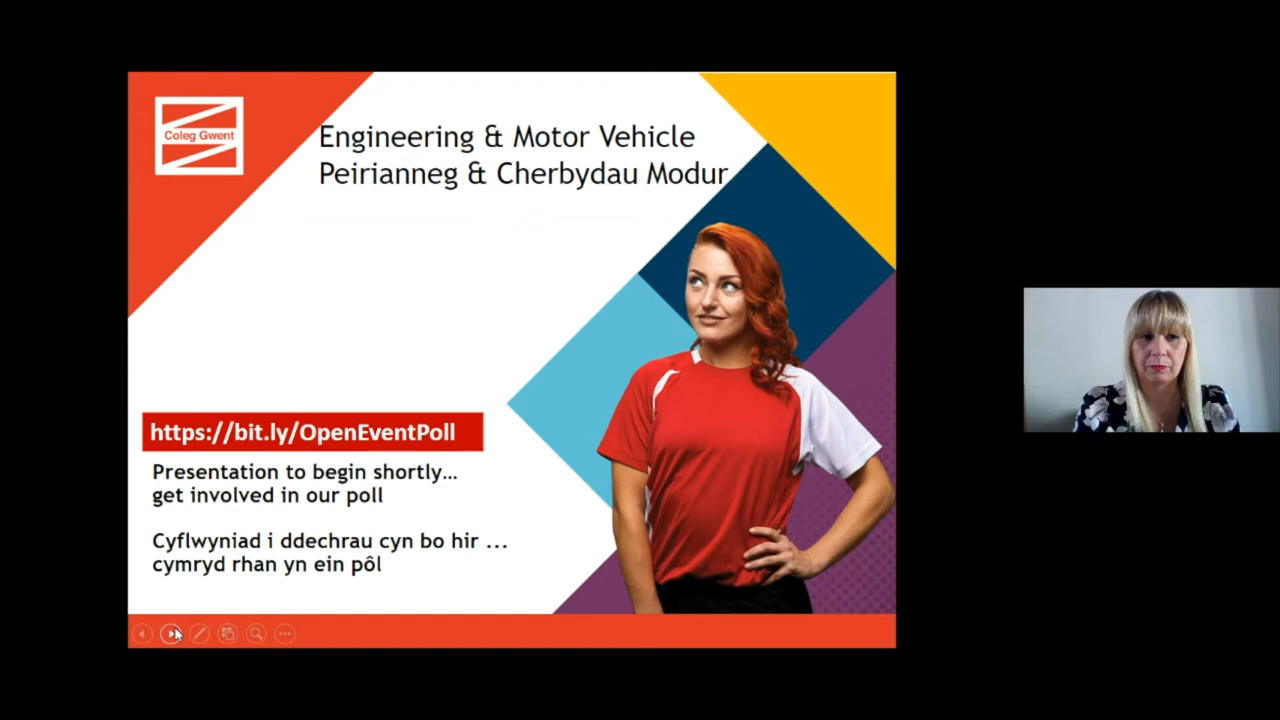 Coleg Gwent
Engineering & Motor Vehicle
Peirianneg & Cherbydau Modur
https://bit.ly/OpenEventPoll
Presentation to begin shortly...
get involved in our poll
Cyflwyniad i ddechrau cyn bo hir ...
cymryd rhan yn ein pôl